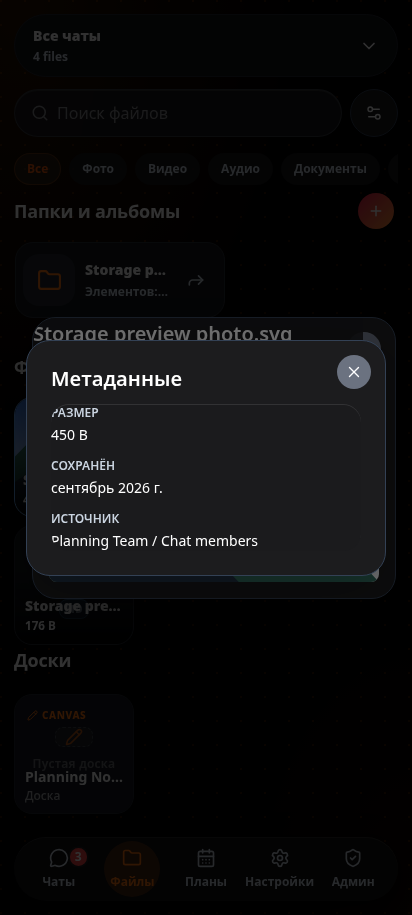 Все чаты
4 files
Поиск файлов
Все
Фото
Видео
Аудио
Документы
Папки и альбомы
Storage p...
Элементов:...
Storage preview photo.svg
Метаданные
РАЗМЕР
450 B
СОХРАНЁН
сентябрь 2026 г.
ИСТОЧНИК
Planning Team / Chat members
Storage pre...
176 B
Доски
CANVAS
Пустая доска
Planning No...
Доска
3
Чаты
Файлы
Планы
Настройки
Админ